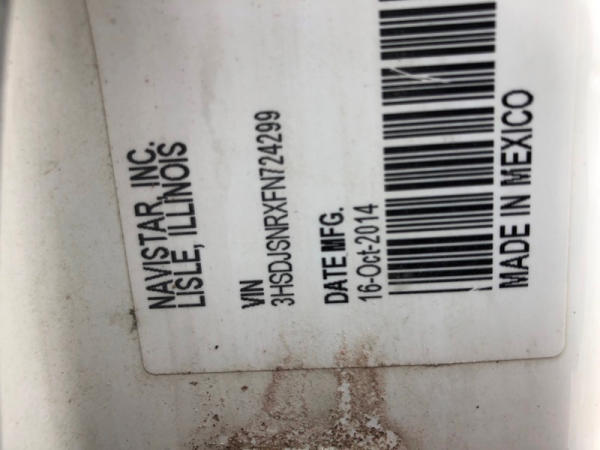 NAVISTAR, INC.
LISLE, ILLINOIS
VIN
3HSDJSNRXFN724299
DATE MFG.
16-Oct-2014
MADE IN MEXICO